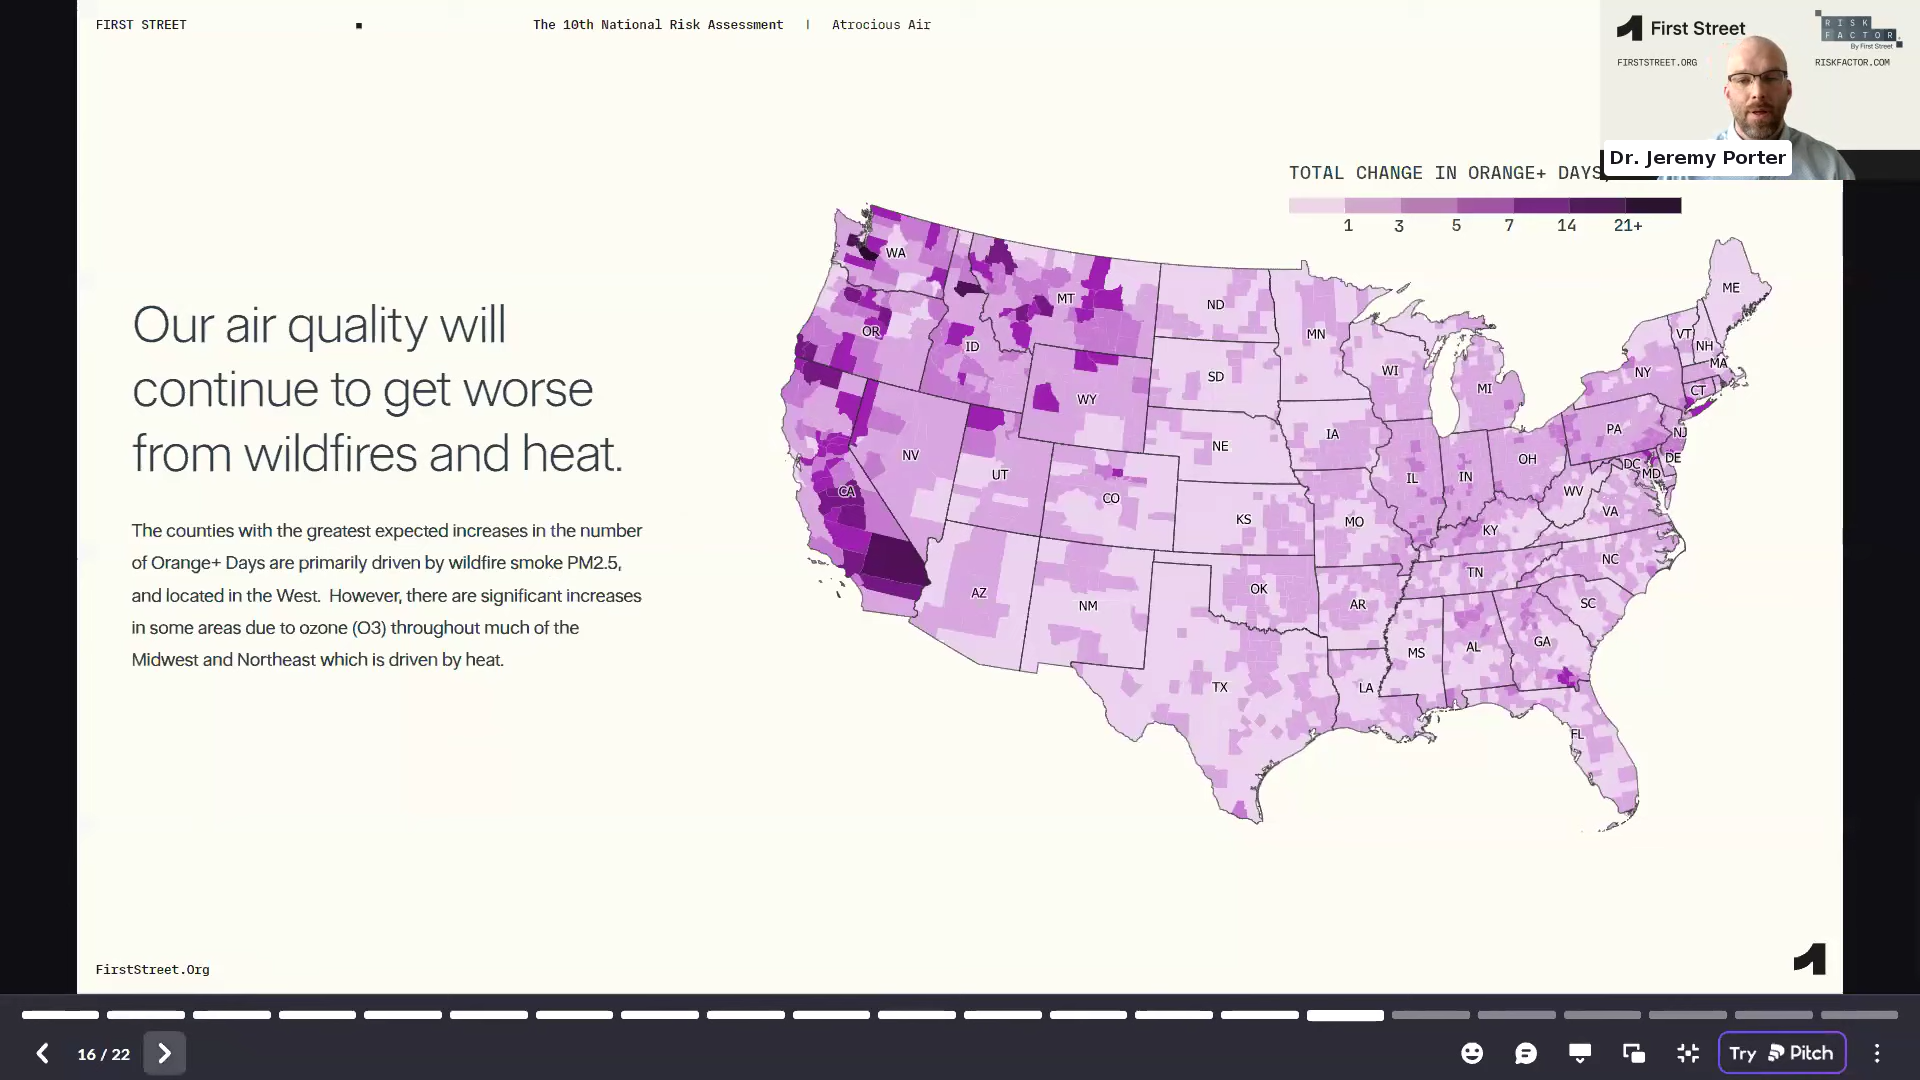 FIRST STREET
The 10th National Risk Assessment | Atrocious Air
First Street
RISK
FACTOR
By First Street
FIRSTSTREET.ORG
RISKFACTOR.COM
Dr. Jeremy Porter
TOTAL CHANGE IN ORANGE+ DAYS,
1 3 5 7 14 21+
Our air quality will
continue to get worse
from wildfires and heat.
The counties with the greatest expected increases in the number
of Orange+ Days are primarily driven by wildfire smoke PM2.5,
and located in the West. However, there are significant increases
in some areas due to ozone (O3) throughout much of the
Midwest and Northeast which is driven by heat.
WA
MT
ND
MN
ME
OR
ID
SD
WI
VT
NH
MA
NY
MI
CT
WY
NE
IA
PA
NJ
NV
UT
CO
IL
IN
OH
DC
DE
MD
CA
KS
MO
WV
VA
KY
AZ
NM
OK
AR
TN
NC
SC
TX
LA
MS
AL
GA
FL
FirstStreet.Org
16 / 22
Try Pitch